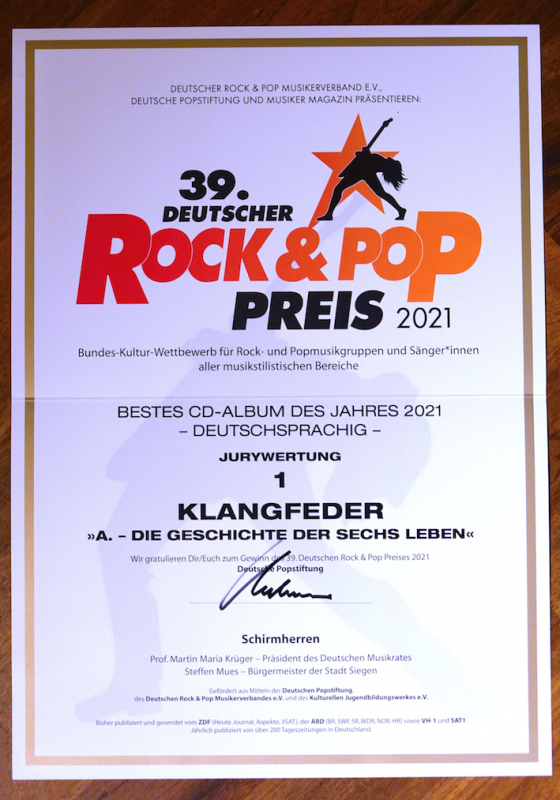 DEUTSCHER ROCK & POP MUSIKERVERBAND E.V.,
DEUTSCHE POPSTIFTUNG UND MUSIKER MAGAZIN PRÄSENTIEREN:
39.
DEUTSCHER
ROCK & POP
PREIS 2021
Bundes-Kultur-Wettbewerb für Rock- und Popmusikgruppen und Sänger*innen
aller musikstilistischen Bereiche
BESTES CD-ALBUM DES JAHRES 2021
– DEUTSCHSPRACHIG –
JURYWERTUNG
1
KLANGFEDER
»A. – DIE GESCHICHTE DER SECHS LEBEN«
Wir gratulieren Dir/Euch zum Gewinn des 39. Deutschen Rock & Pop Preises 2021
Deutsche Popstiftung
Schirmherren
Prof. Martin Maria Krüger – Präsident des Deutschen Musikrates
Steffen Mues – Bürgermeister der Stadt Siegen
Gefördert aus Mitteln der Deutschen Popstiftung,
des Deutschen Rock & Pop Musikerverbandes e.V. und des Kulturellen Jugendbildungswerkes e.V.
Bisher publiziert und gesendet vom ZDF (Heute Journal, Aspekte, 3SAT), der ARD (BR, SWF, SR, WDR, NDR, HR) sowie VH-1 und SAT1.
Jährlich publiziert von über 200 Tageszeitungen in Deutschland.